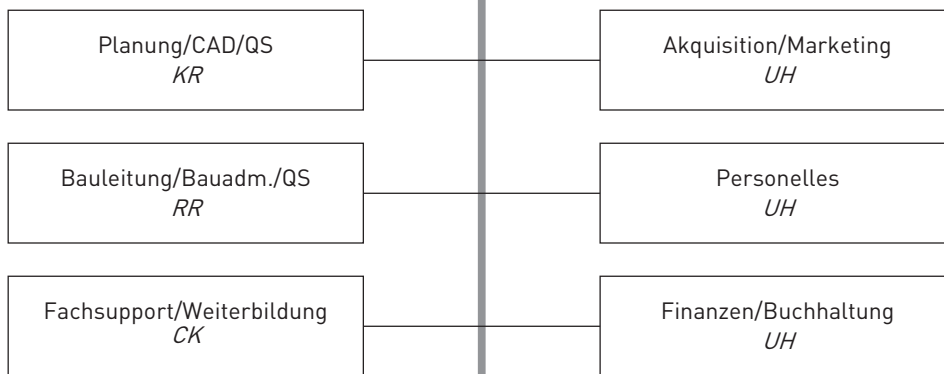 Planung/CAD/QS
KR
Akquisition/Marketing
UH
Bauleitung/Bauadm./QS
RR
Personelles
UH
Fachsupport/Weiterbildung
CK
Finanzen/Buchhaltung
UH